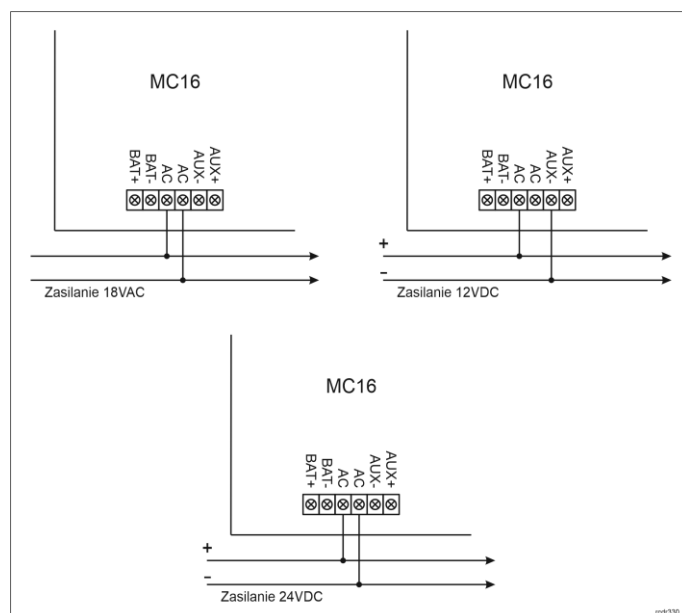 MC16
BAT+
BAT-
AC
AC
AUX-
AUX+
Zasilanie 18VAC
MC16
BAT+
BAT-
AC
AC
AUX-
AUX+
+
-
Zasilanie 12VDC
MC16
BAT+
BAT-
AC
AC
AUX-
AUX+
+
-
Zasilanie 24VDC